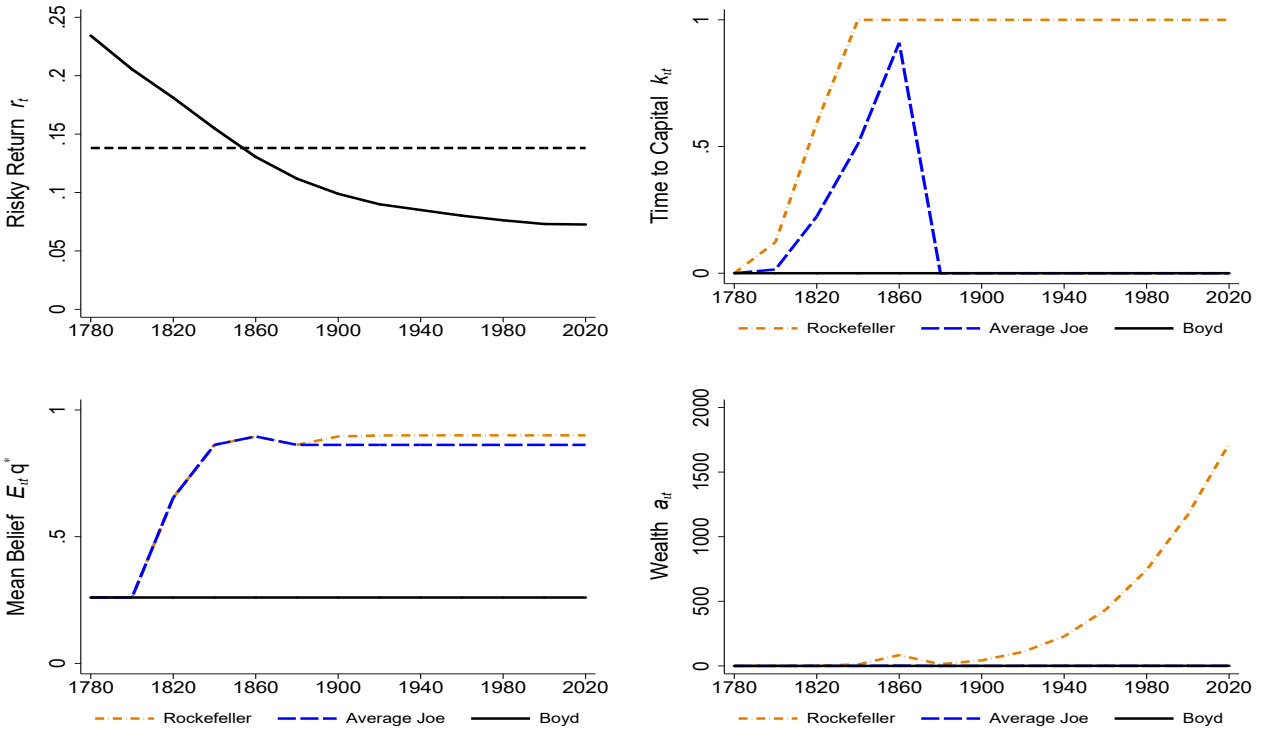 Risky Return r_t
.25
.2
.15
.1
.05
0
1780 1820 1860 1900 1940 1980 2020
Time to Capital k_it
1
.5
0
1780 1820 1860 1900 1940 1980 2020
Rockefeller Average Joe Boyd
Mean Belief E_it q*
1
.5
0
1780 1820 1860 1900 1940 1980 2020
Rockefeller Average Joe Boyd
Wealth a_it
2000
1500
1000
500
0
1780 1820 1860 1900 1940 1980 2020
Rockefeller Average Joe Boyd